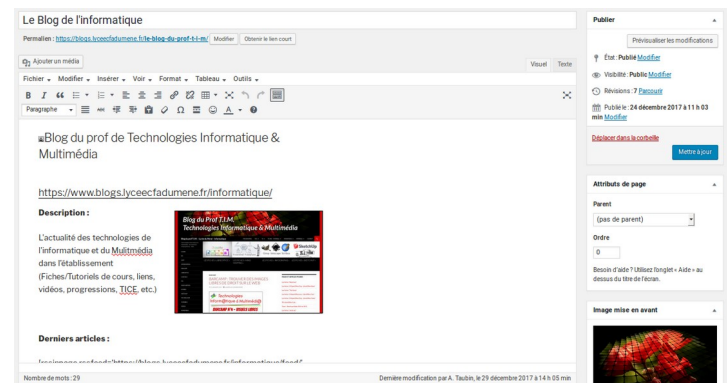 Le Blog de l'informatique
Permalien : https://blogs.lyceecfadumene.fr/le-blog-du-prof-t-i-m/ Modifier Obtenir le lien court
Ajouter un média
Visuel Texte
Fichier Modifier Insérer Voir Format Tableau Outils
Paragraphe
Blog du prof de Technologies Informatique &
Multimédia
https://www.blogs.lyceecfadumene.fr/informatique/
Description :
L'actualité des technologies de
l'informatique et du Mulitmédia
dans l'établissement
(Fiches/Tutoriels de cours, liens,
vidéos, progressions, TICE, etc.)
Blog du Prof T.I.M.
Technologies Informatique & Multimédia
SketchUp
Derniers articles :
Nombre de mots : 29
Dernière modification par A. Taubin, le 29 décembre 2017 à 14 h 05 min
Publier
Prévisualiser les modifications
État : Publié Modifier
Visibilité : Public Modifier
Révisions : 7 Parcourir
Publié le : 24 décembre 2017 à 11 h 03
min Modifier
Déplacer dans la corbeille
Mettre à jour
Attributs de page
Parent
(pas de parent)
Ordre
0
Besoin d'aide ? Utilisez l'onglet « Aide » au
dessus du titre de l'écran.
Image mise en avant